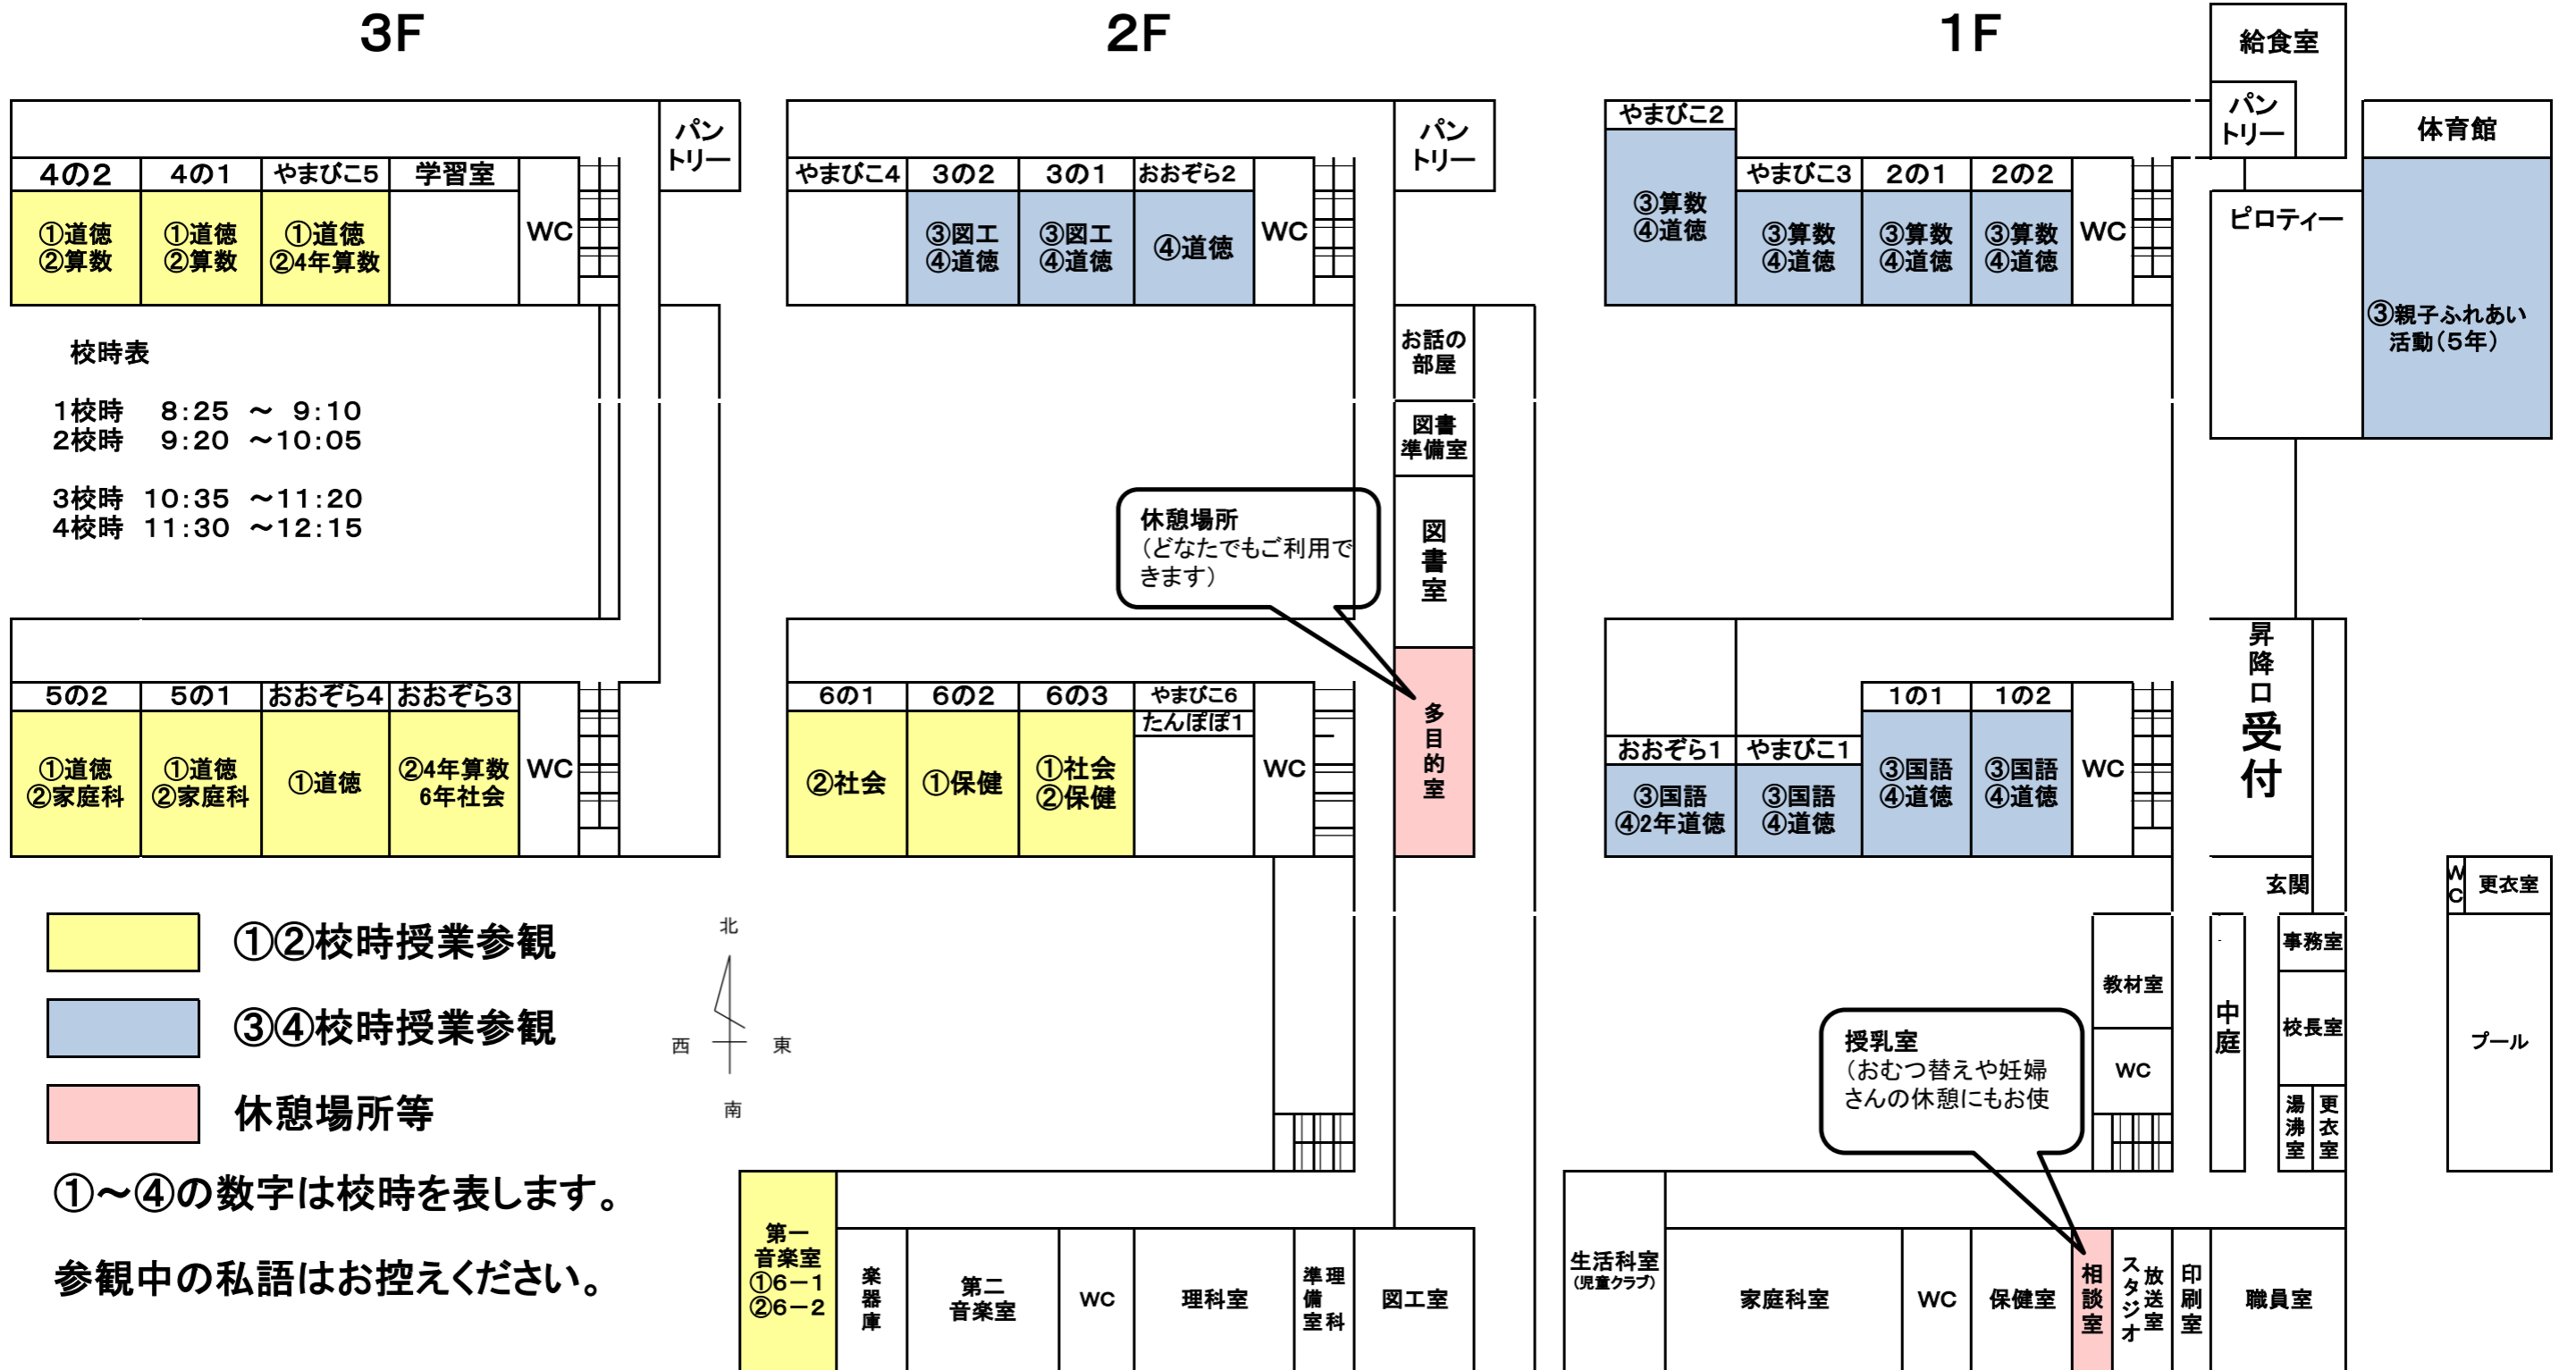 3F
パン
トリー
4の2
4の1
やまびこ5
学習室
①道徳
②算数
①道徳
②算数
①道徳
②4年算数
WC
校時表
1校時 8:25 ～ 9:10
2校時 9:20 ～10:05
3校時 10:35 ～11:20
4校時 11:30 ～12:15
5の2
5の1
おおぞら4
おおぞら3
①道徳
②家庭科
①道徳
②家庭科
①道徳
②4年算数
6年社会
WC
①②校時授業参観
③④校時授業参観
休憩場所等
①～④の数字は校時を表します。
参観中の私語はお控えください。
北
西
東
南
2F
パン
トリー
やまびこ4
3の2
3の1
おおぞら2
③図工
④道徳
③図工
④道徳
④道徳
WC
お話の
部屋
図書
準備室
図書室
休憩場所
（どなたでもご利用で
きます）
多目的室
6の1
6の2
6の3
やまびこ6
たんぽぽ1
②社会
①保健
①社会
②保健
WC
第一
音楽室
①6－1
②6－2
楽器庫
第二
音楽室
WC
理科室
理科
準備室
図工室
1F
給食室
パン
トリー
体育館
やまびこ2
③算数
④道徳
やまびこ3
2の1
2の2
③算数
④道徳
③算数
④道徳
③算数
④道徳
WC
ピロティー
③親子ふれあい
活動（5年）
昇降口
受付
1の1
1の2
おおぞら1
やまびこ1
③国語
④2年道徳
③国語
④道徳
③国語
④道徳
③国語
④道徳
WC
玄関
WC
更衣室
プール
事務室
校長室
湯沸室
更衣室
中庭
教材室
WC
授乳室
（おむつ替えや妊婦
さんの休憩にもお使
生活科室
（児童クラブ）
家庭科室
WC
保健室
相談室
放送室
スタジオ
印刷室
職員室